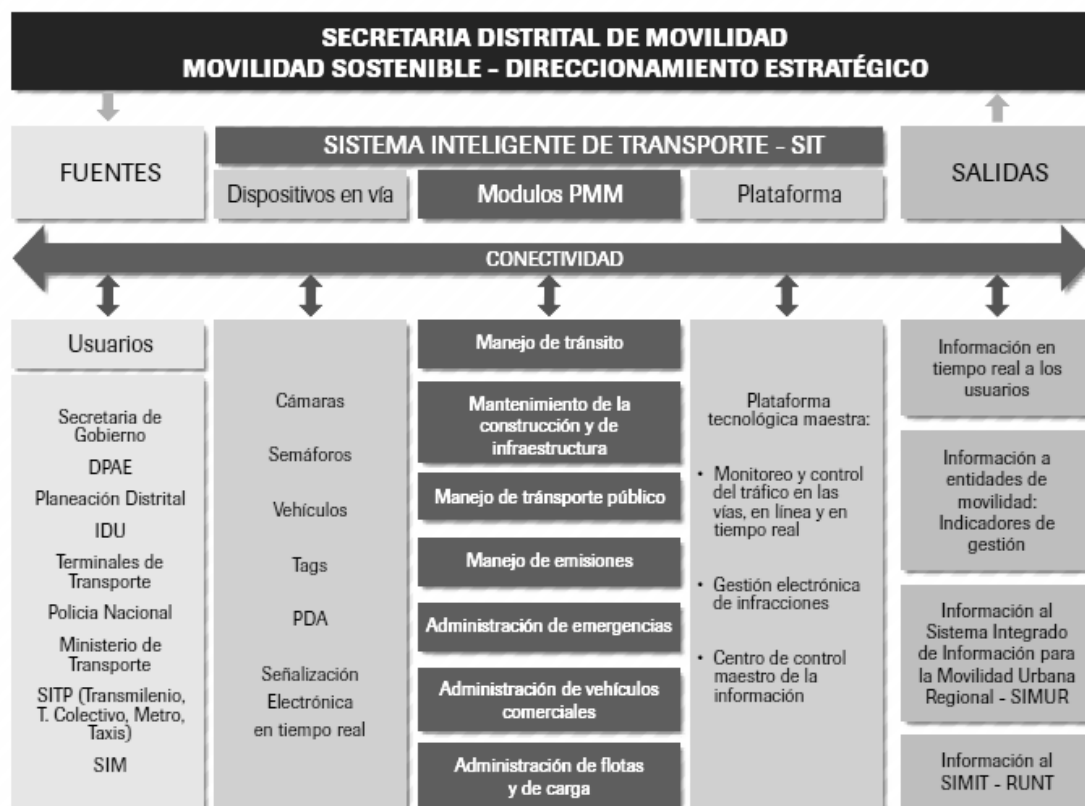 SECRETARIA DISTRITAL DE MOVILIDAD
MOVILIDAD SOSTENIBLE - DIRECCIONAMIENTO ESTRATÉGICO
FUENTES
SISTEMA INTELIGENTE DE TRANSPORTE - SIT
Dispositivos en vía
Modulos PMM
Plataforma
SALIDAS
CONECTIVIDAD
Usuarios
Secretaria de
Gobierno
DPAE
Planeación Distrital
IDU
Terminales de
Transporte
Policia Nacional
Ministerio de
Transporte
SITP (Transmilenio,
T. Colectivo, Metro,
Taxis)
SIM
Cámaras
Semáforos
Vehículos
Tags
PDA
Señalización
Electrónica
en tiempo real
Manejo de tránsito
Mantenimiento de la
construcción y de
infraestructura
Manejo de tránsporte público
Manejo de emisiones
Administración de emergencias
Administración de vehículos
comerciales
Administración de flotas
y de carga
Plataforma
tecnológica maestra:
• Monitoreo y control
del tráfico en las
vías, en línea y en
tiempo real
• Gestión electrónica
de infracciones
• Centro de control
maestro de la
información
Información en
tiempo real a los
usuarios
Información a
entidades de
movilidad:
Indicadores de
gestión
Información al
Sistema Integrado
de Información para
la Movilidad Urbana
Regional - SIMUR
Información al
SIMIT - RUNT